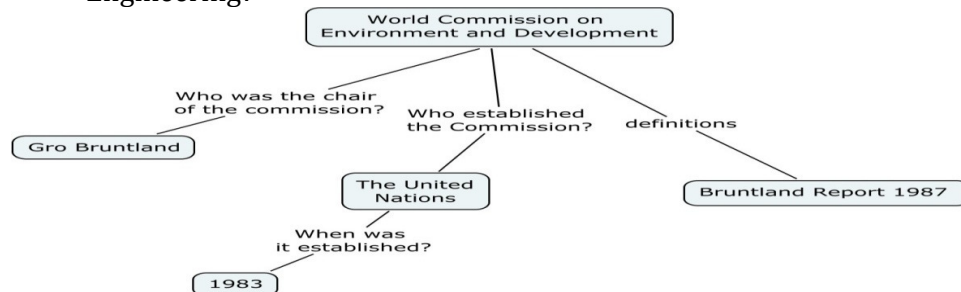 Engineering?
World Commission on
Environment and Development
Who was the chair
of the commission?
Who established
the Commission?
definitions
Gro Bruntland
The United
Nations
Bruntland Report 1987
When was
it established?
1983